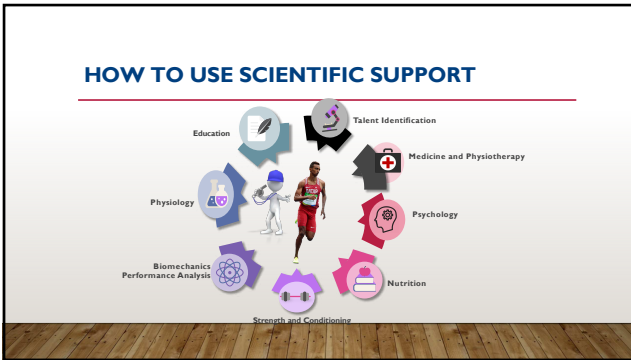 HOW TO USE SCIENTIFIC SUPPORT
Education
Talent Identification
Medicine and Physiotherapy
Physiology
Psychology
Biomechanics
Performance Analysis
Nutrition
Strength and Conditioning